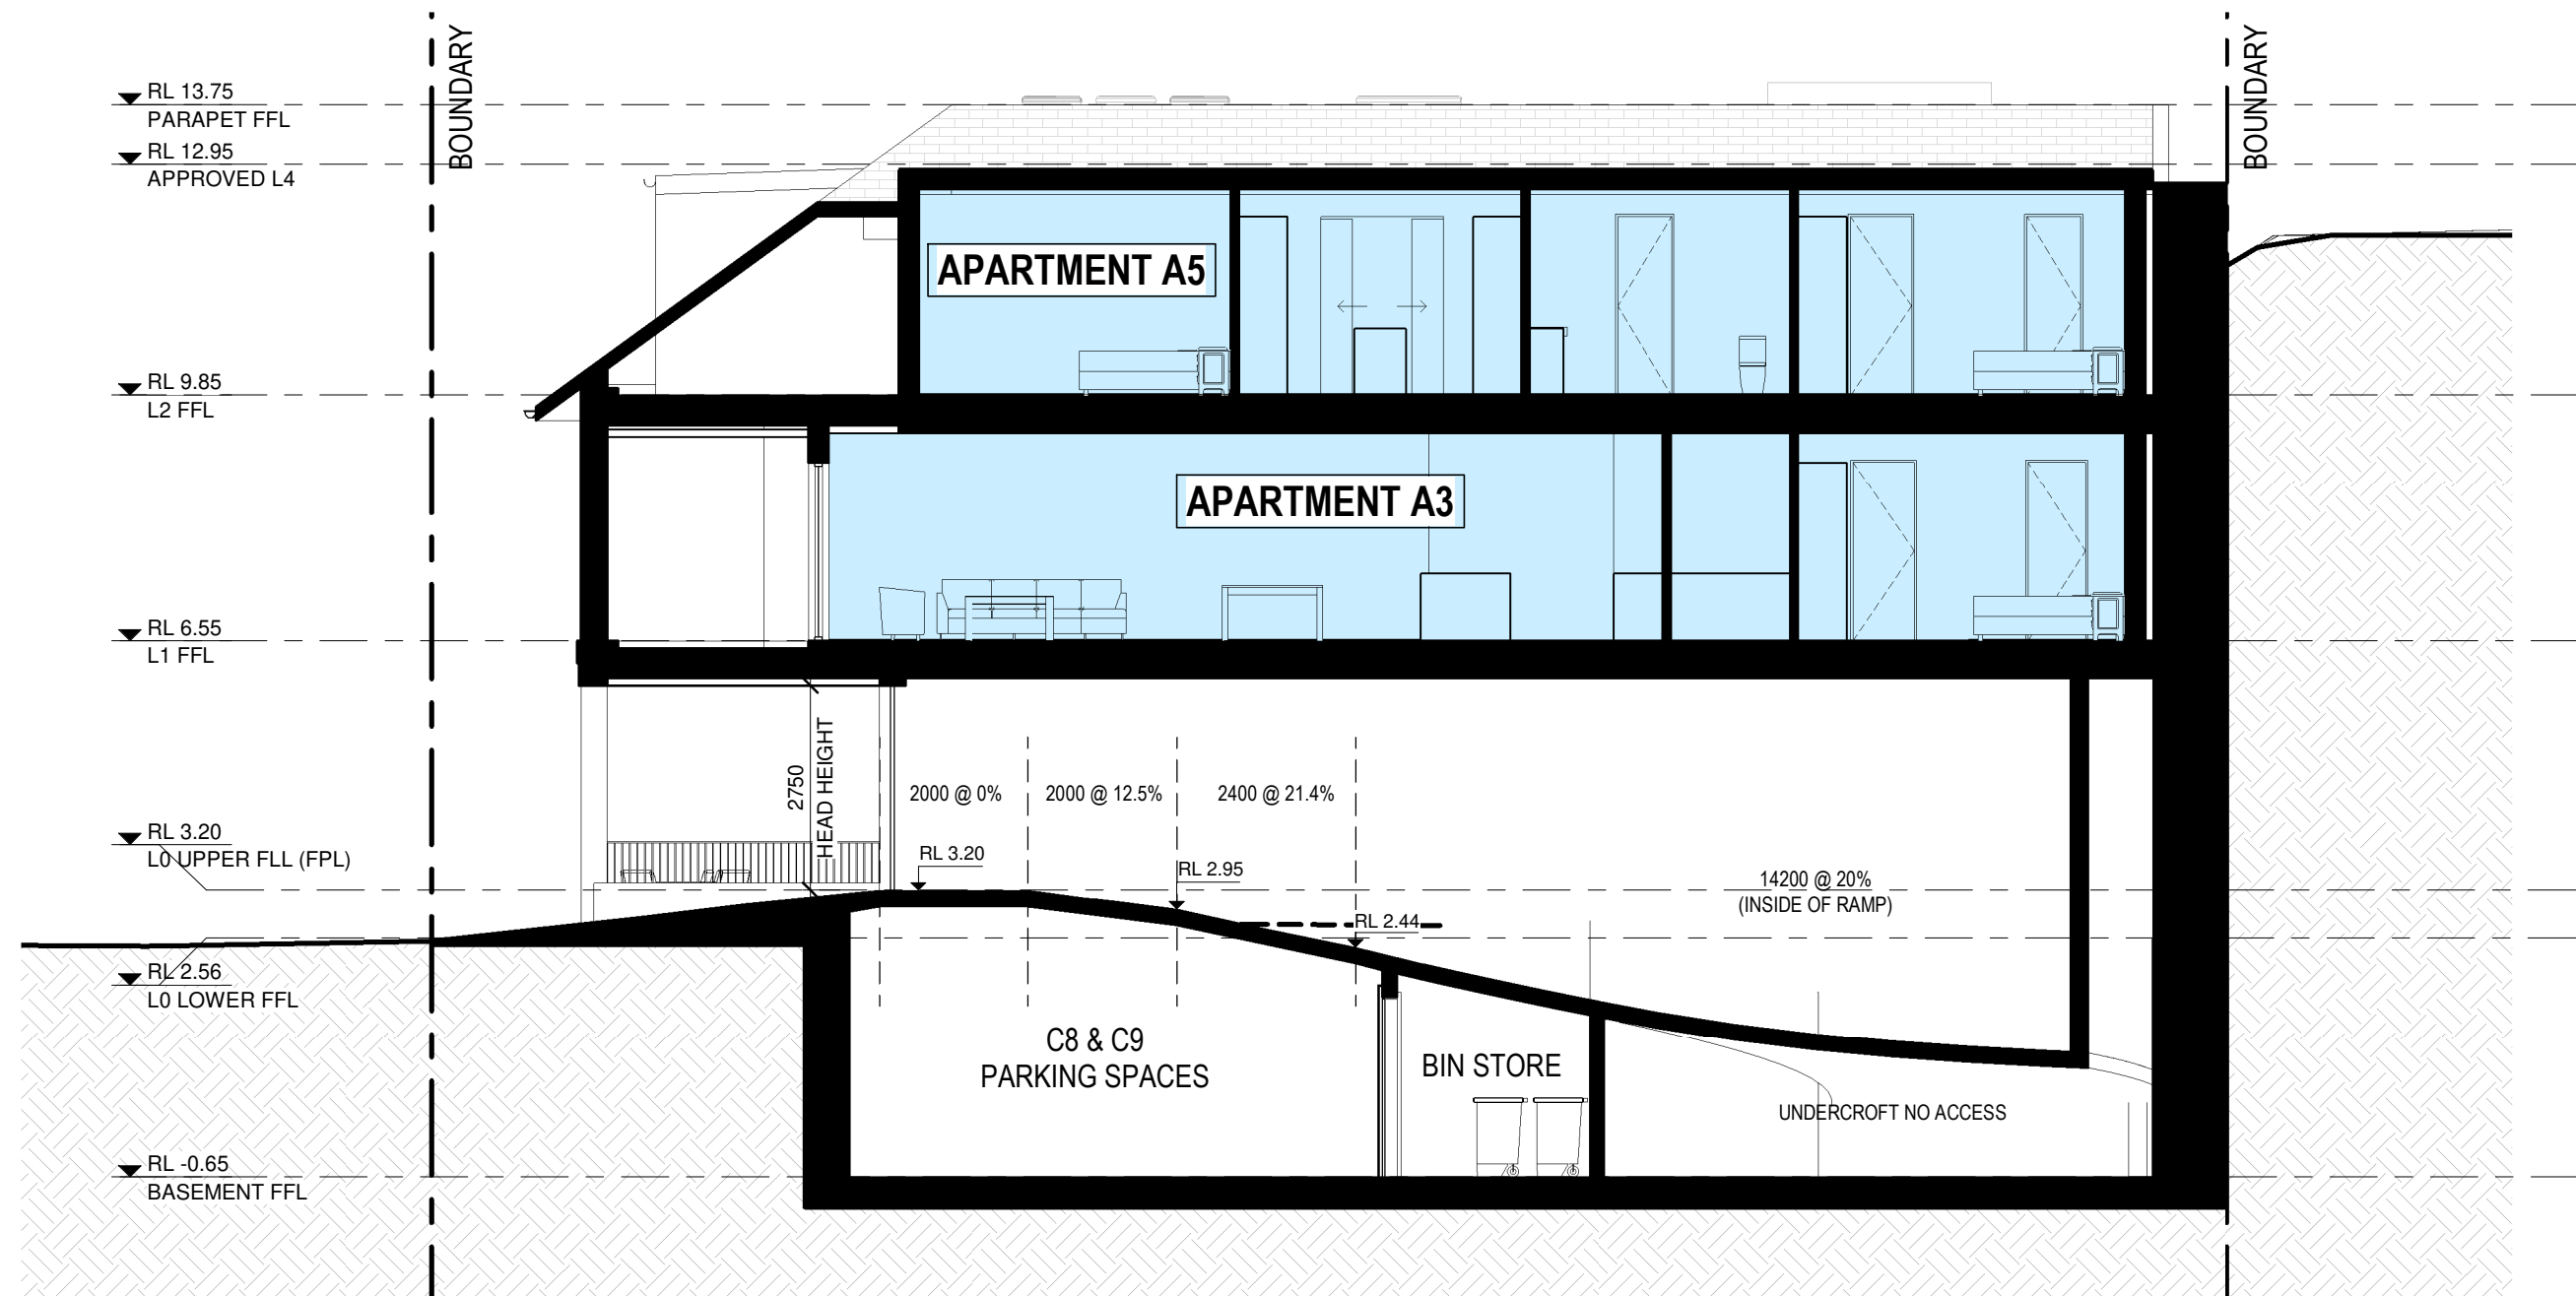 BOUNDARY
BOUNDARY
RL 13.75
PARAPET FFL
RL 12.95
APPROVED L4
APARTMENT A5
RL 9.85
L2 FFL
APARTMENT A3
RL 6.55
L1 FFL
2750
HEAD HEIGHT
2000 @ 0%
2000 @ 12.5%
2400 @ 21.4%
RL 3.20
L0 UPPER FLL (FPL)
RL 3.20
RL 2.95
RL 2.44
14200 @ 20%
(INSIDE OF RAMP)
RL 2.56
L0 LOWER FFL
C8 & C9
PARKING SPACES
BIN STORE
UNDERCROFT NO ACCESS
RL -0.65
BASEMENT FFL